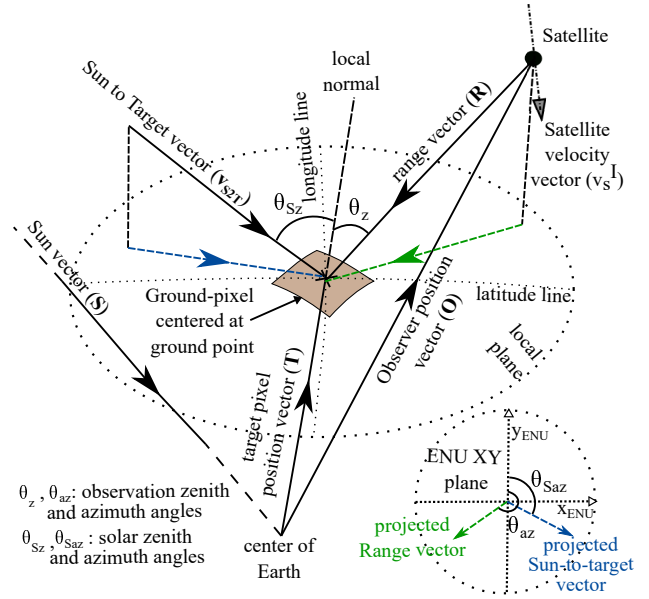 Satellite
local
normal
Sun to Target vector (v_S2T)
longitude line
range vector (R)
Satellite
velocity
vector (v_S^I)
θ_Sz
θ_z
Sun vector (S)
Ground-pixel
centered at
ground point
latitude line
Observer position
vector (O)
local
plane
target pixel
position vector (T)
y_ENU
ENU XY
plane
θ_Saz
x_ENU
θ_az
θ_z , θ_az : observation zenith
and azimuth angles
θ_Sz , θ_Saz : solar zenith
and azimuth angles
center of
Earth
projected
Range vector
projected
Sun-to-target
vector